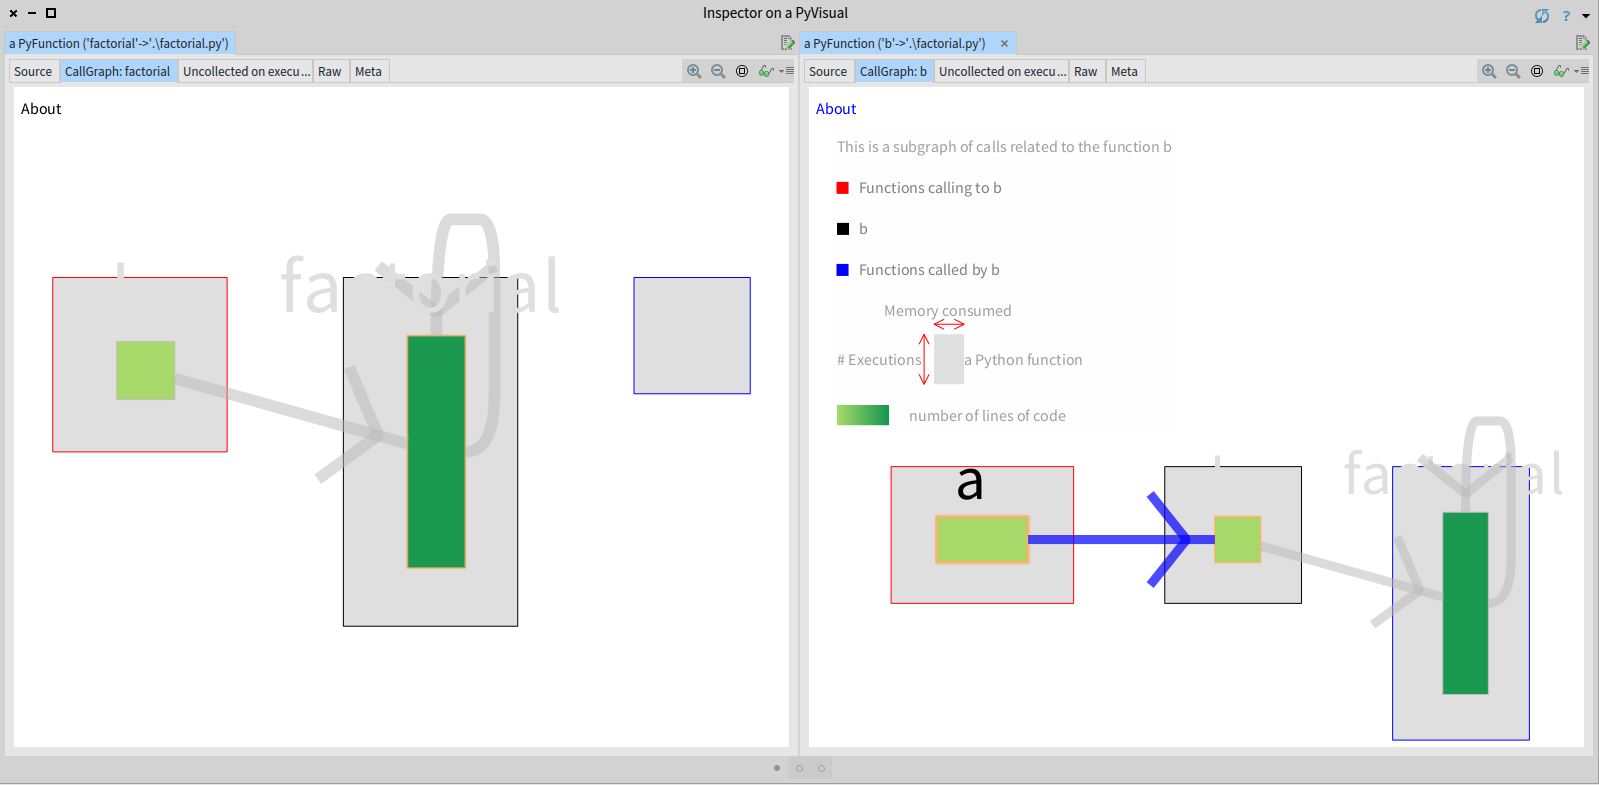 Inspector on a PyVisual
?
a PyFunction ('factorial'->'.\factorial.py')
Source CallGraph: factorial Uncollected on execu... Raw Meta
About
factorial
a PyFunction ('b'->'.\factorial.py') ×
Source CallGraph: b Uncollected on execu... Raw Meta
About
This is a subgraph of calls related to the function b
Functions calling to b
b
Functions called by b
Memory consumed
# Executions a Python function
number of lines of code
a
factorial